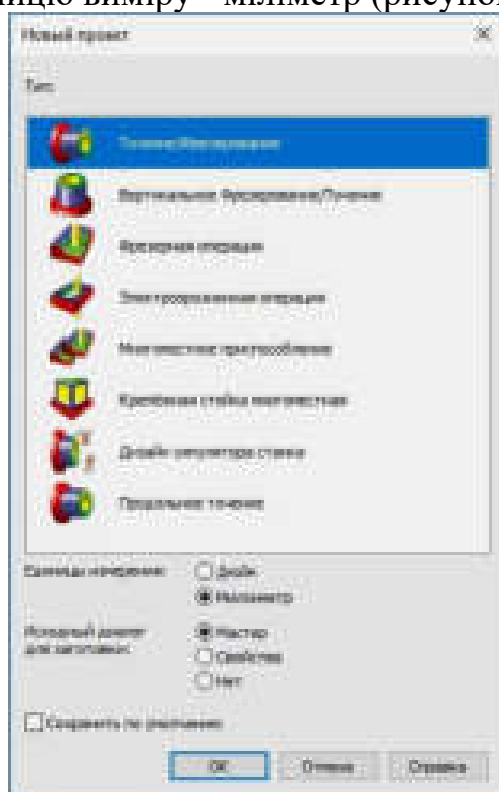 ницю виміру – міліметр (рисунок
Новый проект
Тип:
Точение/Фрезерование
Вертикальное Фрезерование/Точение
Фрезерная операция
Электроэрозионная операция
Многоместное приспособление
Крепёжная стойка многоместная
Дизайн симулятора станка
Продольное точение
Единицы измерения:
Дюйм
Миллиметр
Исходный диалог
для заготовки:
Мастер
Свойства
Нет
Сохранить по умолчанию
ОК
Отмена
Справка